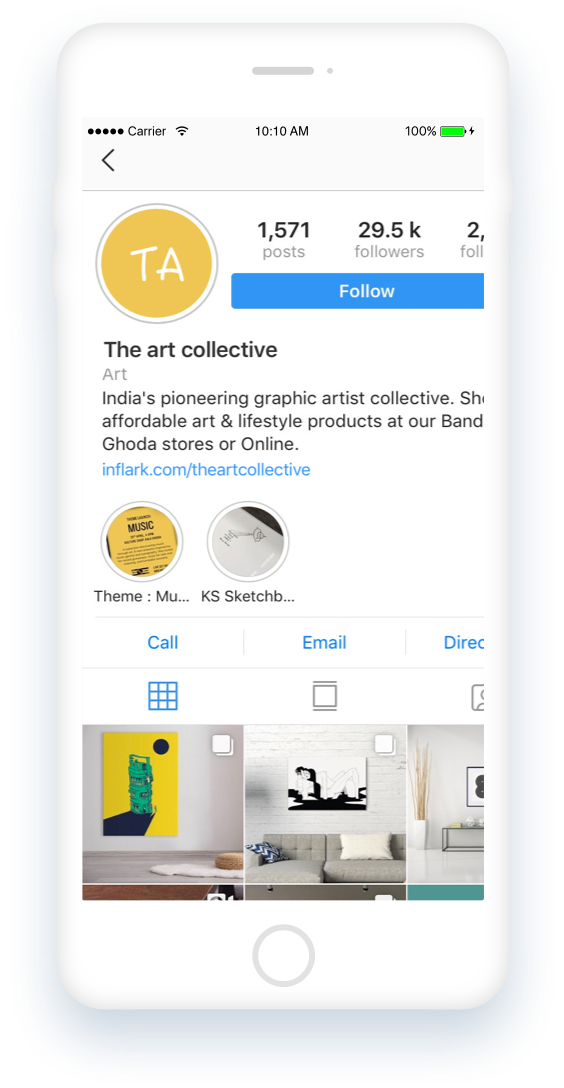 Carrier 10:10 AM 100%
TA
1,571 29.5 k 2,
posts followers foll
Follow
The art collective
Art
India's pioneering graphic artist collective. Sho
affordable art & lifestyle products at our Band
Ghoda stores or Online.
inflark.com/theartcollective
THEME LAUNCH
MUSIC
Theme : Mu... KS Sketchb...
Call Email Direc